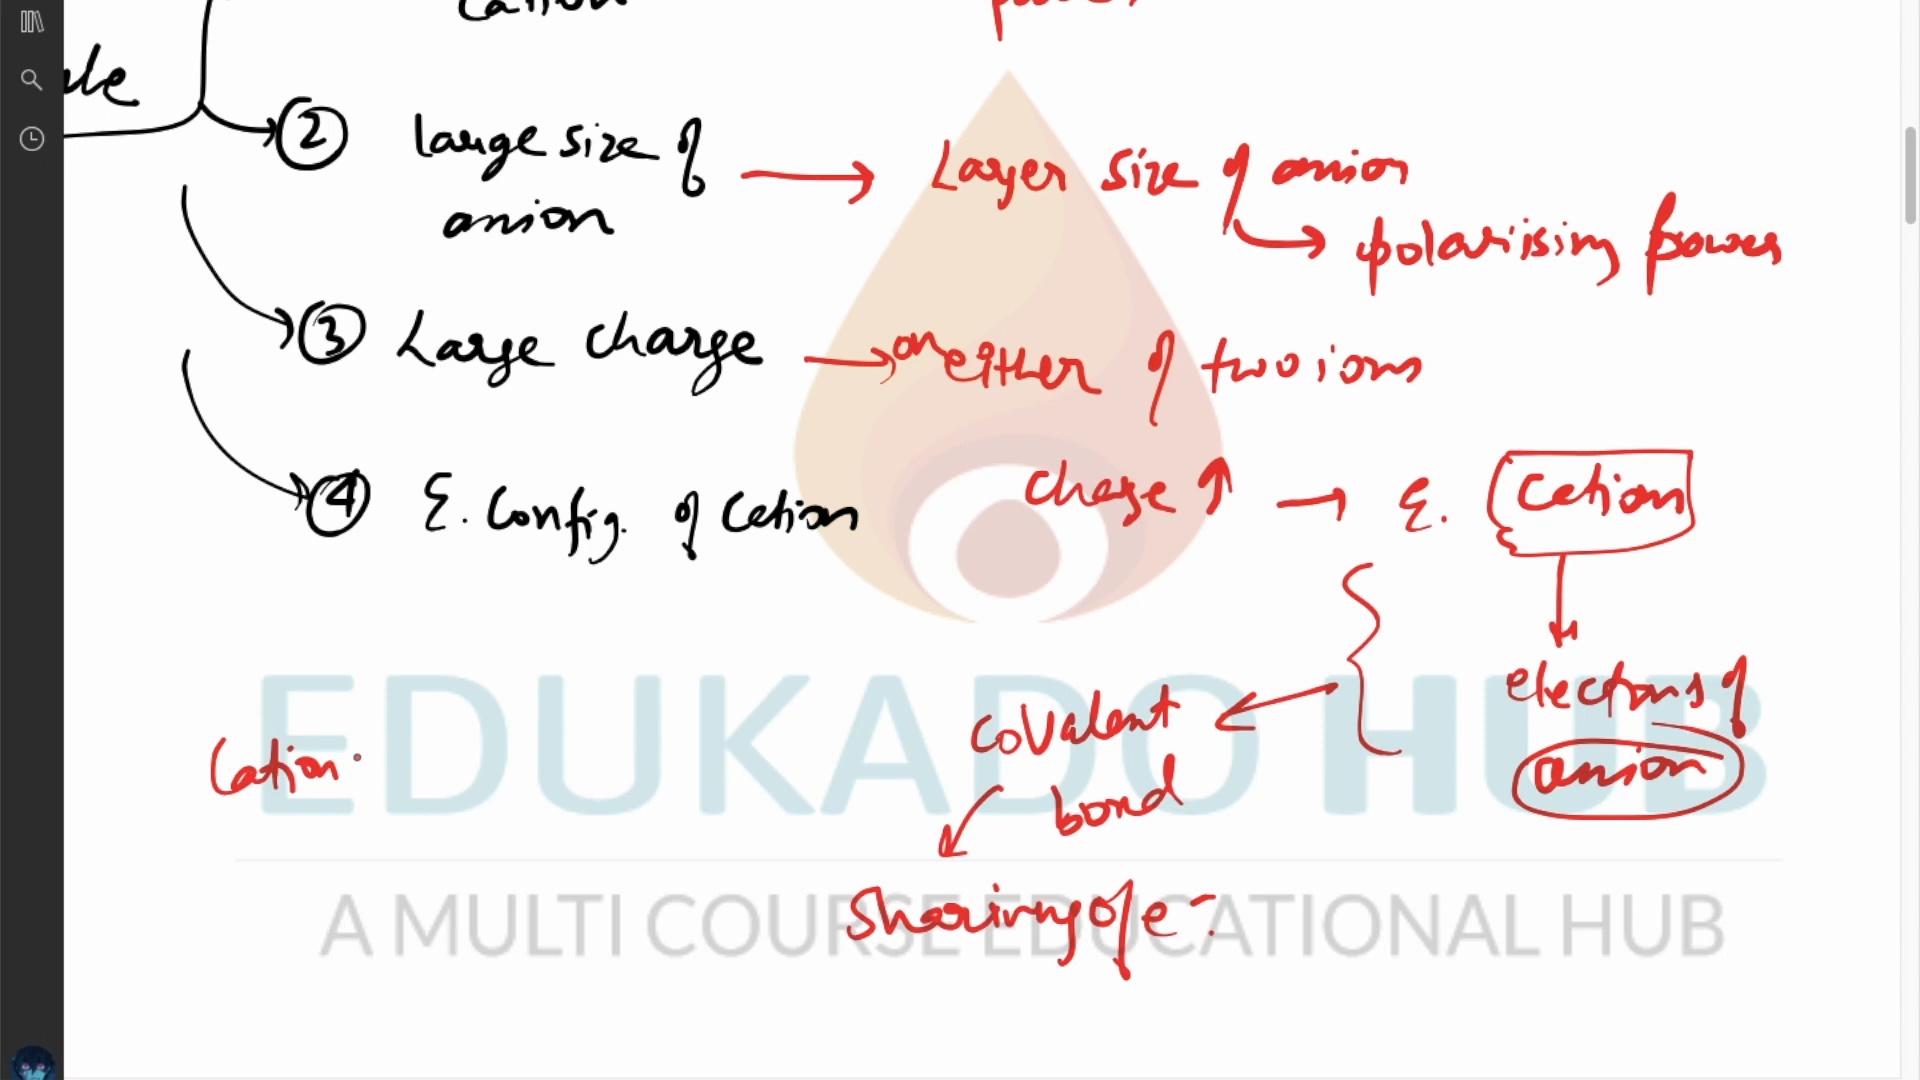 cation
ule
② large size of → Larger size of anion
anion → polarising power
③ Large charge → on either of two ions
④ E. Config. of Cation
charge ↑ → E. Cation
electrons of
anion
covalent
bond
Cation
Sharing of e-
EDUKADO HUB
A MULTI COURSE EDUCATIONAL HUB